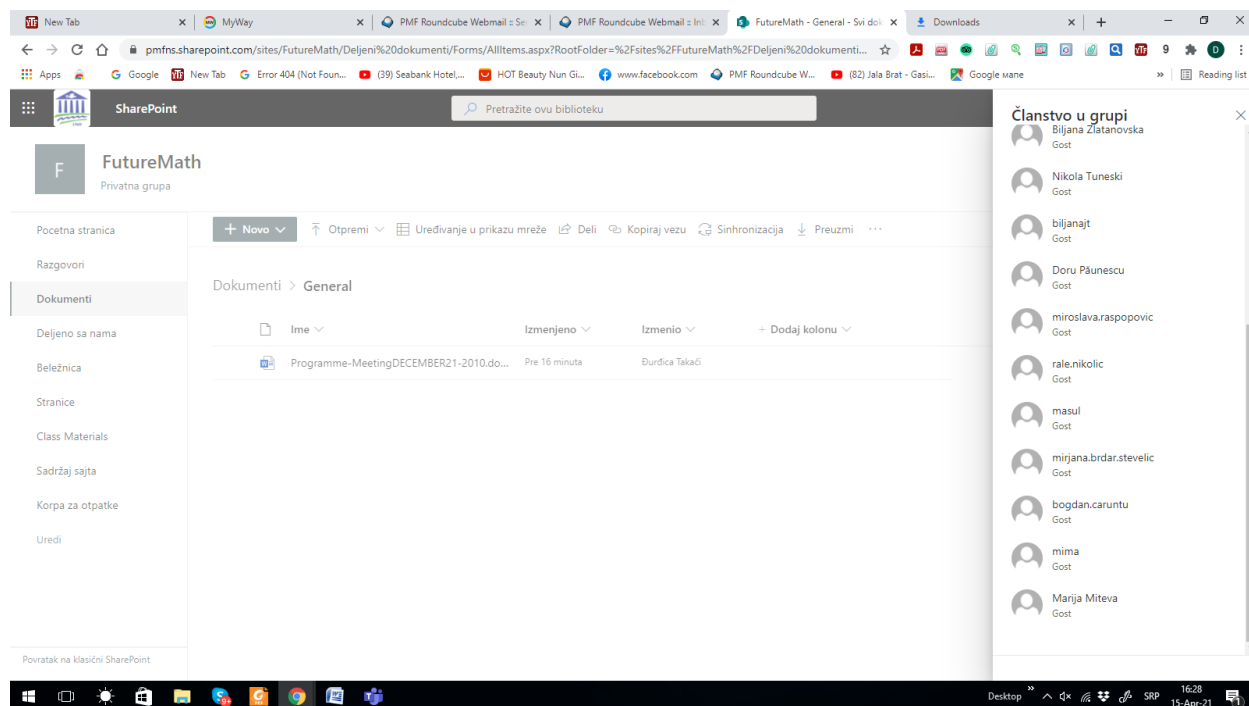 New Tab
MyWay
PMF Roundcube Webmail :: Se
PMF Roundcube Webmail :: Inb
FutureMath - General - Svi dok
Downloads
pmfns.sharepoint.com/sites/FutureMath/Deljeni%20dokumenti/Forms/AllItems.aspx?RootFolder=%2Fsites%2FFutureMath%2FDeljeni%20dokumenti...
Apps
Google
New Tab
Error 404 (Not Foun...
(39) Seabank Hotel,...
HOT Beauty Nun Gi...
www.facebook.com
PMF Roundcube W...
(82) Jala Brat - Gasi...
Google мапе
»
Reading list
SharePoint
Pretražite ovu biblioteku
F
FutureMath
Privatna grupa
Pocetna stranica
Razgovori
Dokumenti
Deljeno sa nama
Beležnica
Stranice
Class Materials
Sadržaj sajta
Korpa za otpatke
Uredi
Povratak na klasični SharePoint
+ Novo
Otpremi
Uređivanje u prikazu mreže
Deli
Kopiraj vezu
Sinhronizacija
Preuzmi
...
Dokumenti > General
Ime
Izmenjeno
Izmenio
+ Dodaj kolonu
Programme-MeetingDECEMBER21-2010.do...
Pre 16 minuta
Đurđica Takači
Članstvo u grupi
Biljana Zlatanovska
Gost
Nikola Tuneski
Gost
biljanajt
Gost
Doru Păunescu
Gost
miroslava.raspopovic
Gost
rale.nikolic
Gost
masul
Gost
mirjana.brdar.stevelic
Gost
bogdan.caruntu
Gost
mima
Gost
Marija Miteva
Gost
Desktop
»
SRP
16:28
15-Apr-21